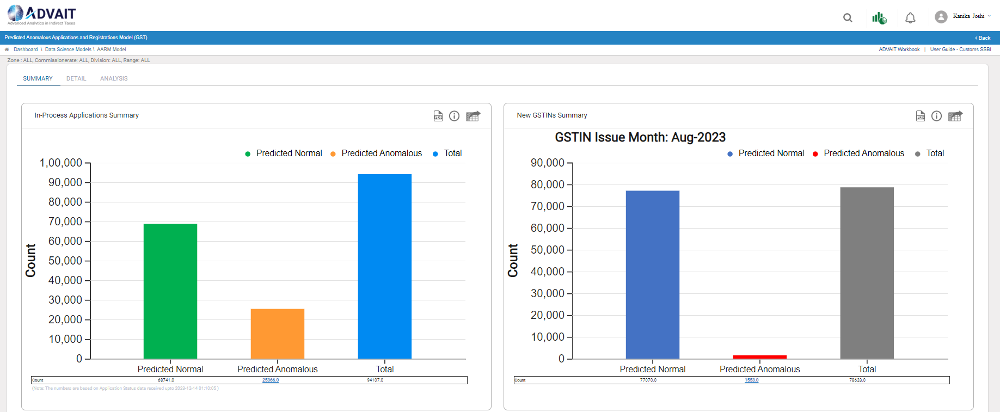 ADVAIT
Advanced Analytics in Indirect Taxes
Kanika Joshi
Predicted Anomalous Applications and Registrations Model (GST)
< Back
Dashboard \ Data Science Models \ AARM Model
ADVAIT Workbook | User Guide - Customs SSBI
Zone : ALL, Commissionerate: ALL, Division: ALL, Range: ALL
SUMMARY DETAIL ANALYSIS
In-Process Applications Summary
PDF
Predicted Normal Predicted Anomalous Total
1,00,000
90,000
80,000
70,000
60,000
50,000
40,000
30,000
20,000
10,000
0
Count
Predicted Normal Predicted Anomalous Total
Count 68741.0 25366.0 94107.0
(Note: The numbers are based on Application Status data received upto 2023-12-14 01:10:05 )
New GSTINs Summary
PDF
GSTIN Issue Month: Aug-2023
Predicted Normal Predicted Anomalous Total
90,000
80,000
70,000
60,000
50,000
40,000
30,000
20,000
10,000
0
Count
Predicted Normal Predicted Anomalous Total
Count 77070.0 1553.0 78623.0